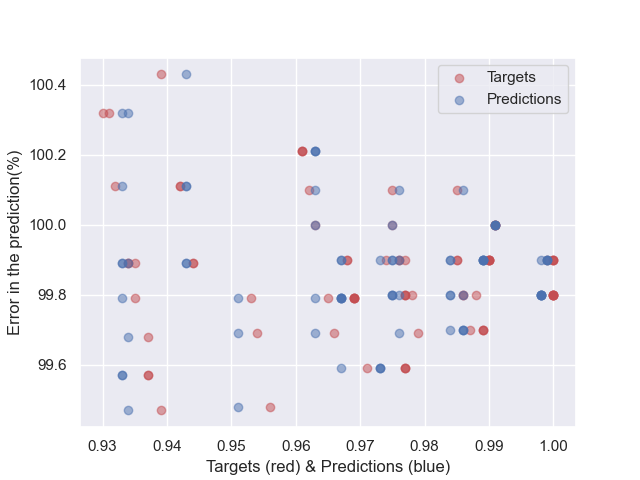 Targets
Predictions
100.4
100.2
100.0
99.8
99.6
Error in the prediction(%)
0.93 0.94 0.95 0.96 0.97 0.98 0.99 1.00
Targets (red) & Predictions (blue)